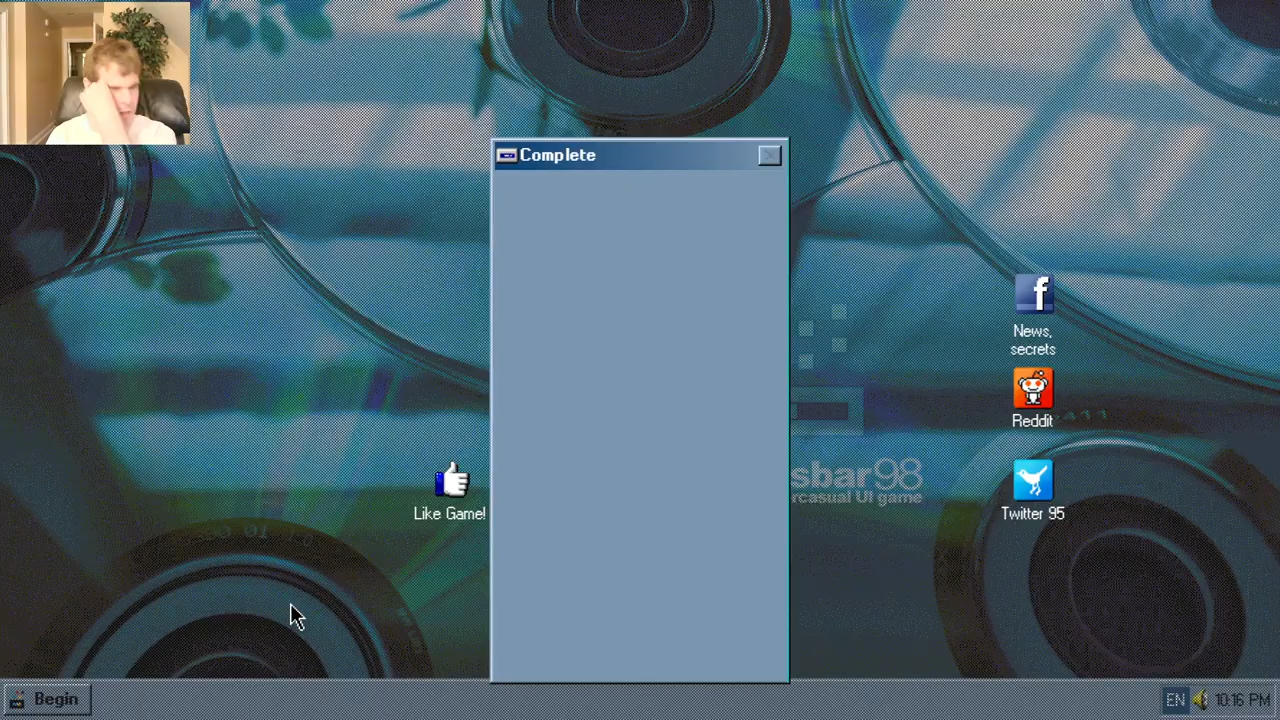 Complete
News,
secrets
Reddit
sbar98
rcasual UI game
Like Game!
Twitter 95
Begin
EN
10:16 PM